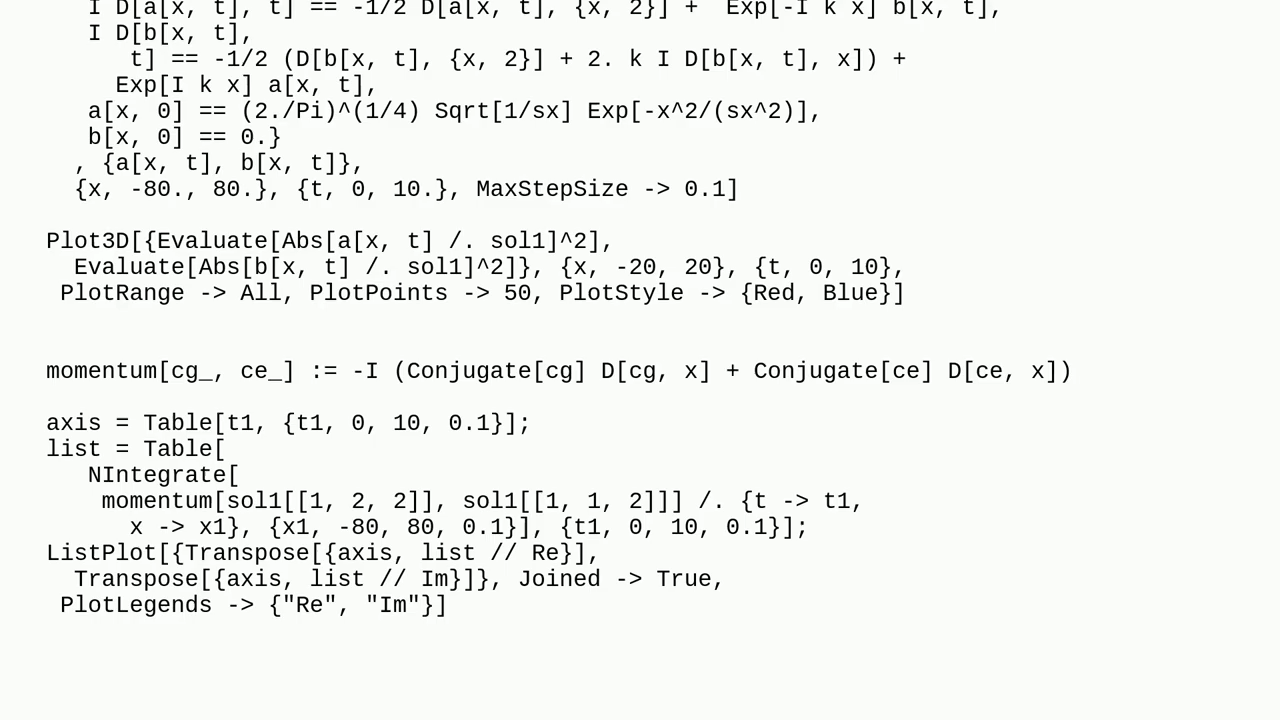 I D[a[x, t], t] == -1/2 D[a[x, t], {x, 2}] +  Exp[-I k x] b[x, t],
I D[b[x, t],
t] == -1/2 (D[b[x, t], {x, 2}] + 2. k I D[b[x, t], x]) +
Exp[I k x] a[x, t],
a[x, 0] == (2./Pi)^(1/4) Sqrt[1/sx] Exp[-x^2/(sx^2)],
b[x, 0] == 0.}
, {a[x, t], b[x, t]},
{x, -80., 80.}, {t, 0, 10.}, MaxStepSize -> 0.1]
Plot3D[{Evaluate[Abs[a[x, t] /. sol1]^2],
Evaluate[Abs[b[x, t] /. sol1]^2]}, {x, -20, 20}, {t, 0, 10},
PlotRange -> All, PlotPoints -> 50, PlotStyle -> {Red, Blue}]
momentum[cg_, ce_] := -I (Conjugate[cg] D[cg, x] + Conjugate[ce] D[ce, x])
axis = Table[t1, {t1, 0, 10, 0.1}];
list = Table[
NIntegrate[
momentum[sol1[[1, 2, 2]], sol1[[1, 1, 2]]] /. {t -> t1,
x -> x1}, {x1, -80, 80, 0.1}], {t1, 0, 10, 0.1}];
ListPlot[{Transpose[{axis, list // Re}],
Transpose[{axis, list // Im}]}, Joined -> True,
PlotLegends -> {"Re", "Im"}]